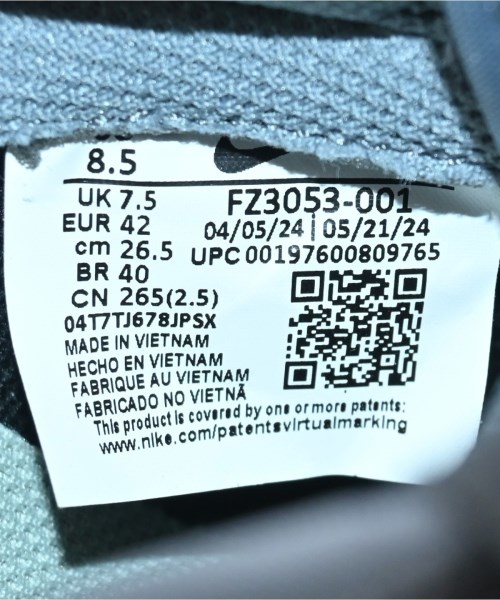 8.5
UK 7.5
EUR 42
cm 26.5
BR 40
CN 265(2.5)
FZ3053-001
04/05/24 | 05/21/24
UPC 00197600809765
04T7TJ678JPSX
MADE IN VIETNAM
HECHO EN VIETNAM
FABRIQUE AU VIETNAM
FABRICADO NO VIETNÃ
This product is covered by one or more patents:
www.nike.com/patentsvirtualmarking